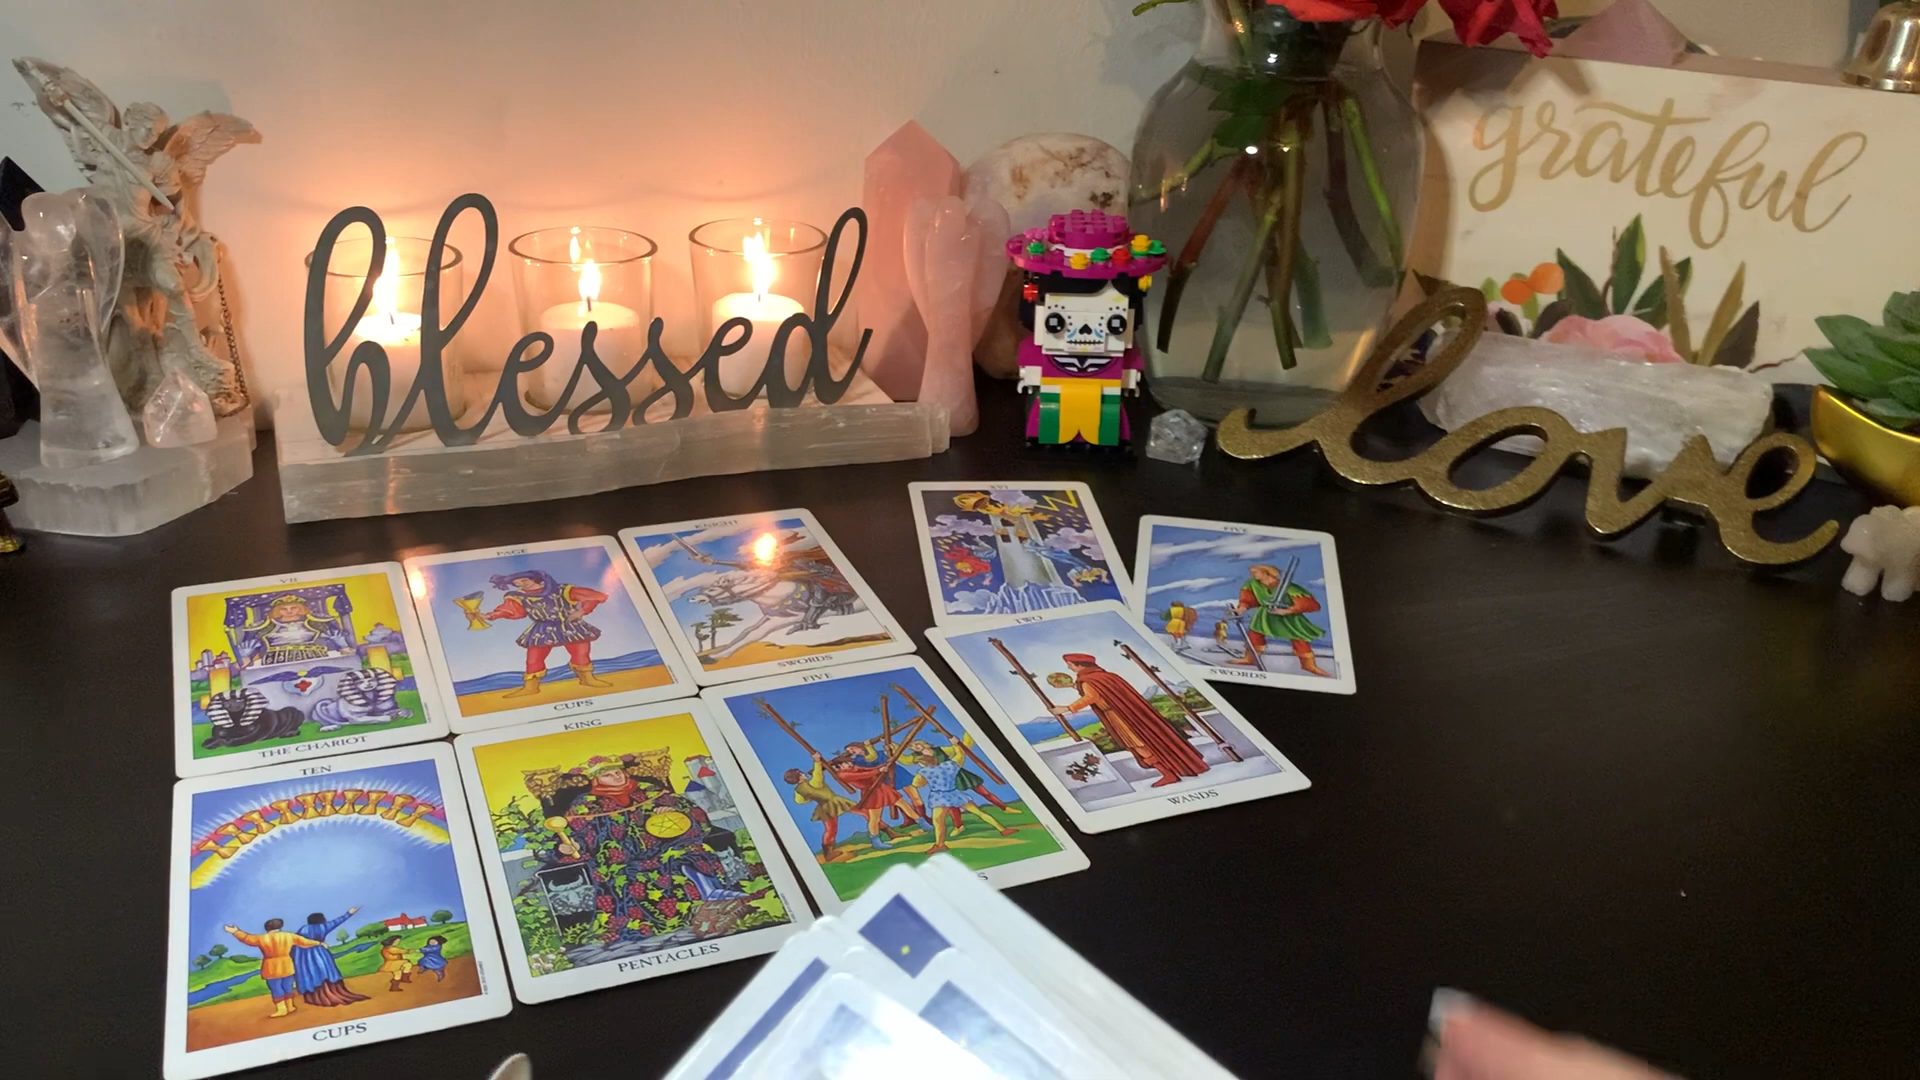 blessed
grateful
love
VII
THE CHARIOT
PAGE
CUPS
KNIGHT
SWORDS
XVI
FIVE
SWORDS
TEN
CUPS
KING
PENTACLES
FIVE
TWO
WANDS